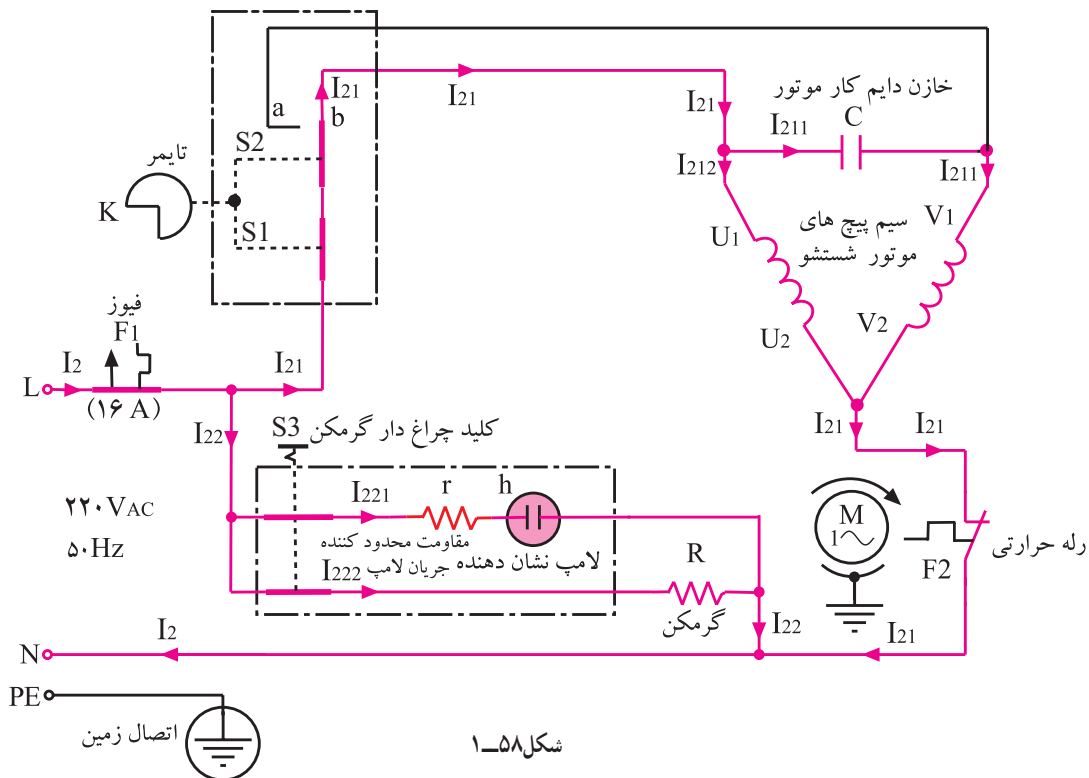 I21
I21
a
b
I21
خازن دایم کار موتور
C
I211
S2
تایمر
I212
I211
K
S1
سیم پیچ های
موتور شستشو
U1
V1
U2
V2
فیوز
F1
I2
I21
L
(۱۶ A)
I22
S3
کلید چراغ دار گرمکن
I21
I21
۲۲۰VAC
۵۰Hz
I221
r
h
مقاومت محدود کننده
جریان لامپ
لامپ نشان دهنده
I222
R
گرمکن
M
1~
F2
رله حرارتی
I22
I2
I21
N
PE
اتصال زمین
شکل۵۸ــ۱